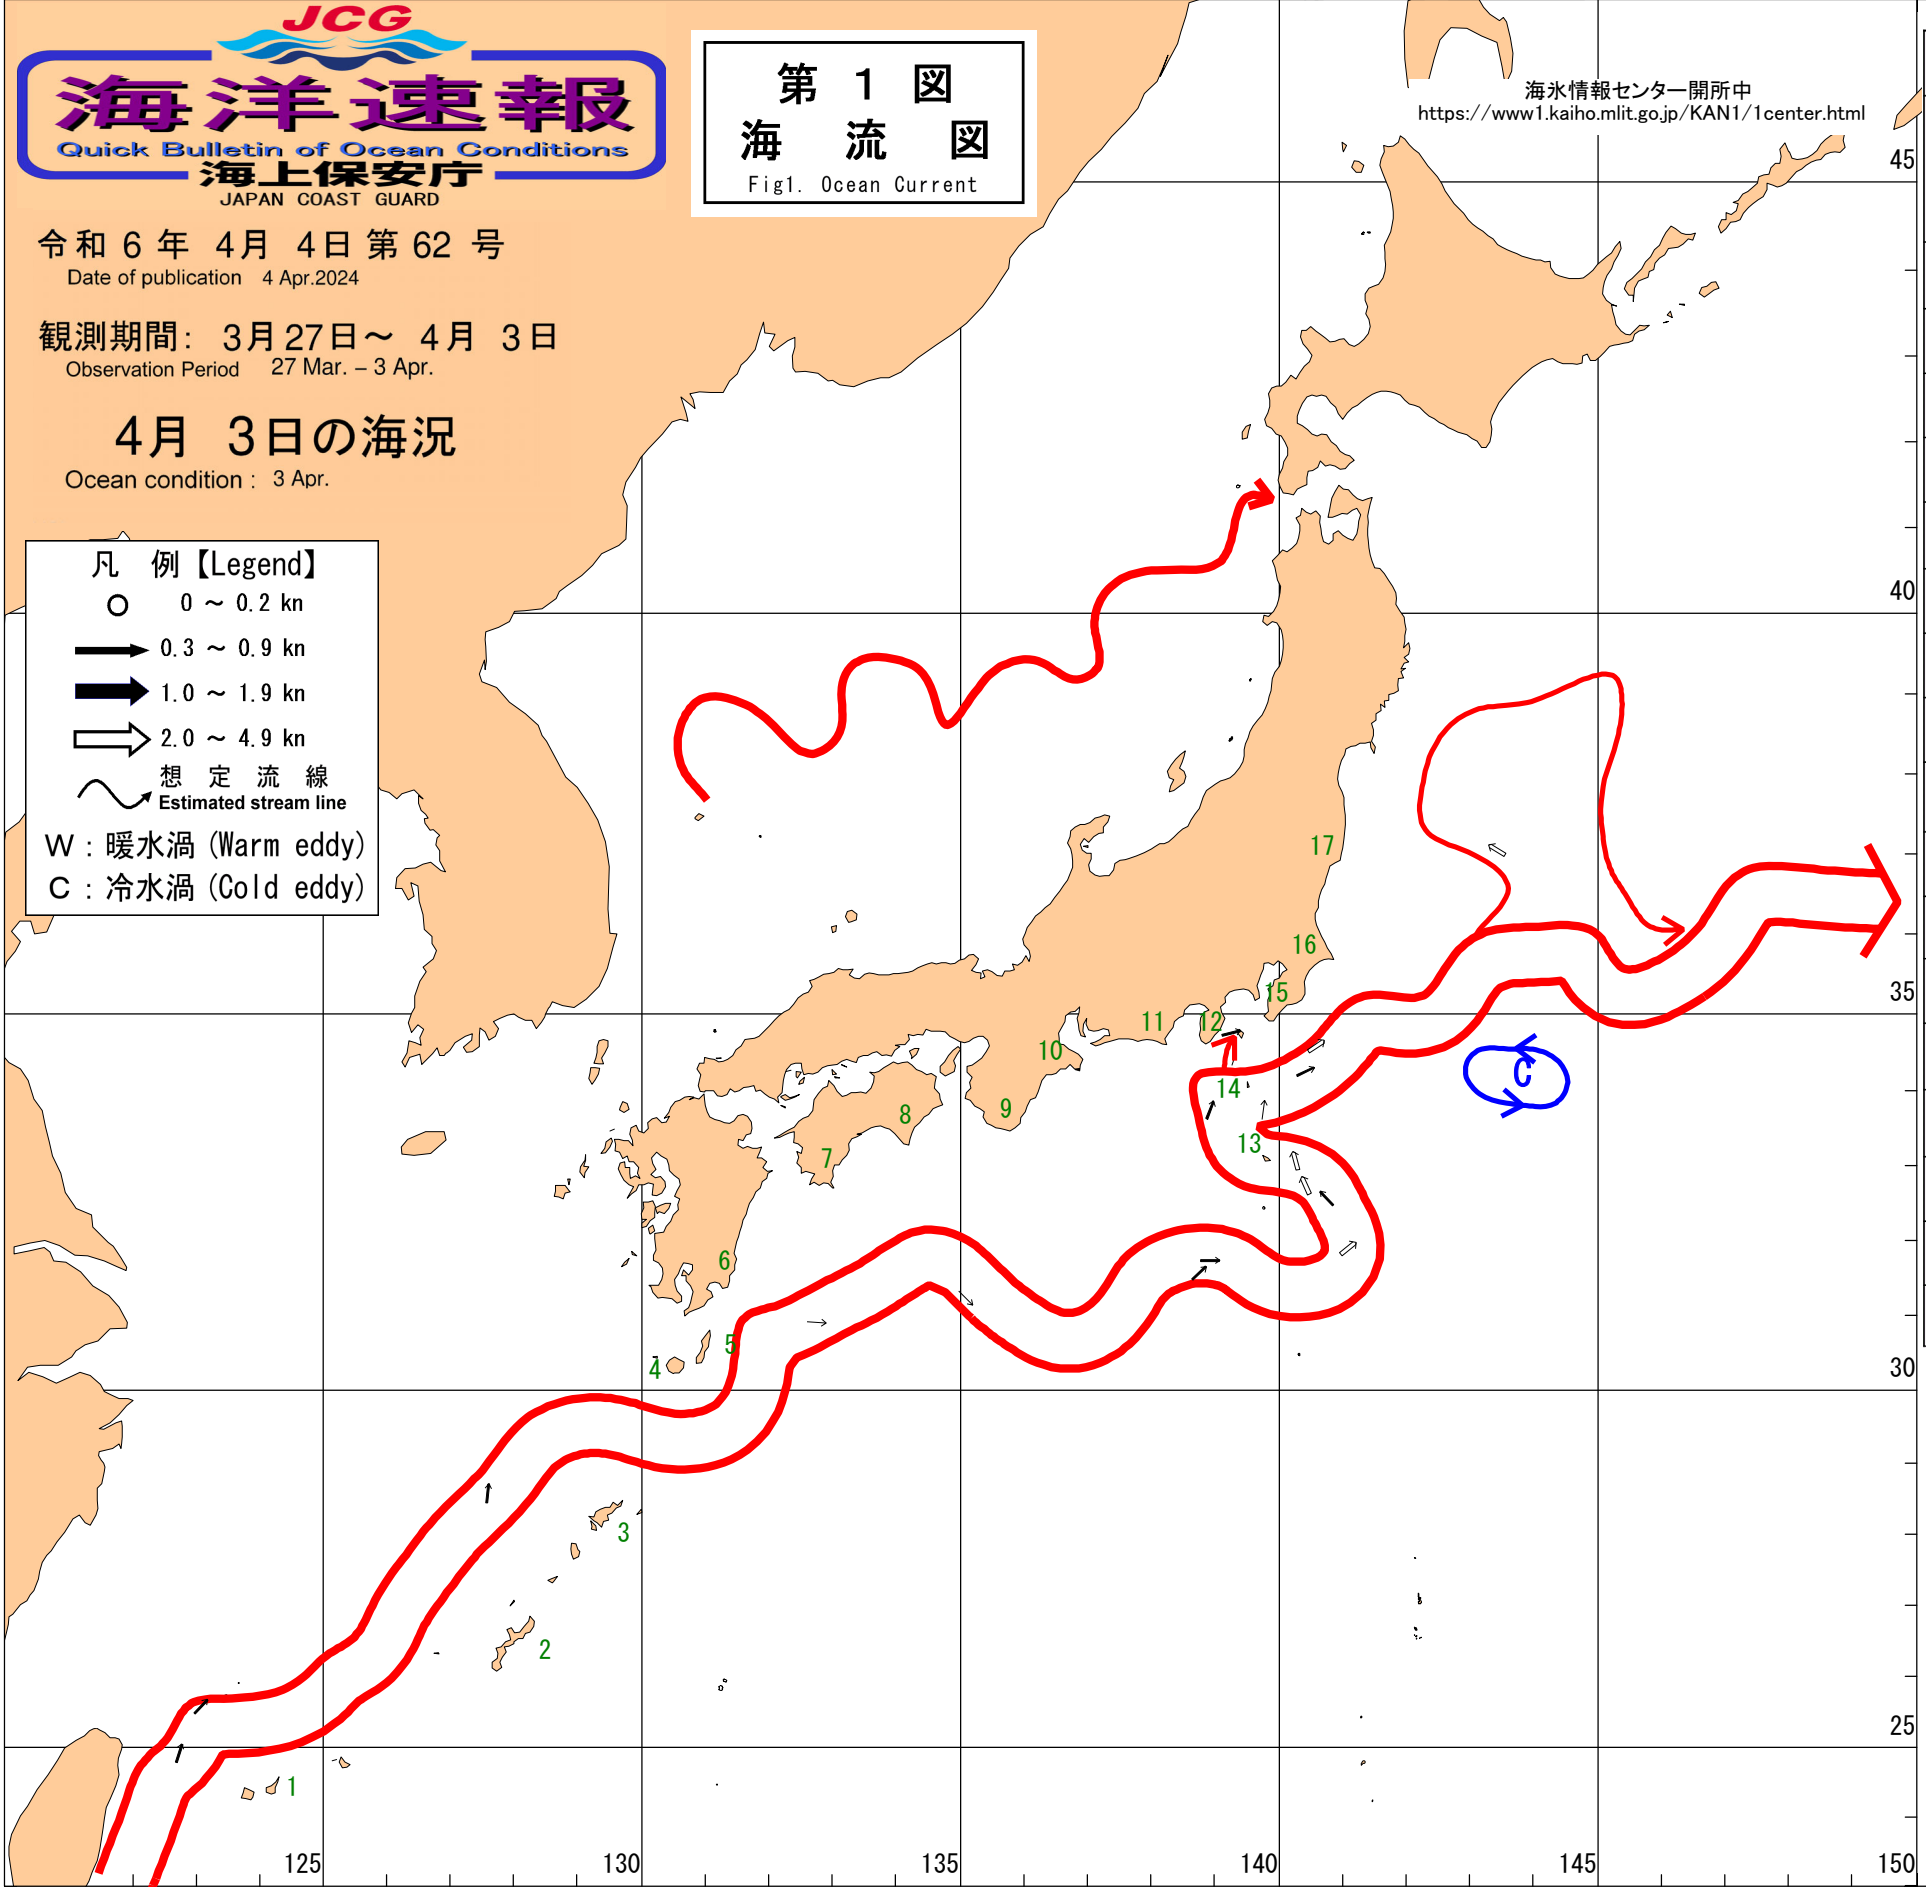 JCG
海洋速報
Quick Bulletin of Ocean Conditions
海上保安庁
JAPAN COAST GUARD
令和 6 年 4月 4日 第 62 号
Date of publication 4 Apr.2024
観測期間: 3月27日～ 4月 3日
Observation Period 27 Mar. – 3 Apr.
4月 3日の海況
Ocean condition : 3 Apr.
第 1 図
海 流 図
Fig1. Ocean Current
海氷情報センター開所中
https://www1.kaiho.mlit.go.jp/KAN1/1center.html
凡 例【Legend】
0 ～ 0.2 kn
0.3 ～ 0.9 kn
1.0 ～ 1.9 kn
2.0 ～ 4.9 kn
想 定 流 線
Estimated stream line
W : 暖水渦 (Warm eddy)
C : 冷水渦 (Cold eddy)
45
40
35
30
25
17
16
15
12
11
10
14
9
8
13
7
C
6
5
4
3
2
1
125
130
135
140
145
150